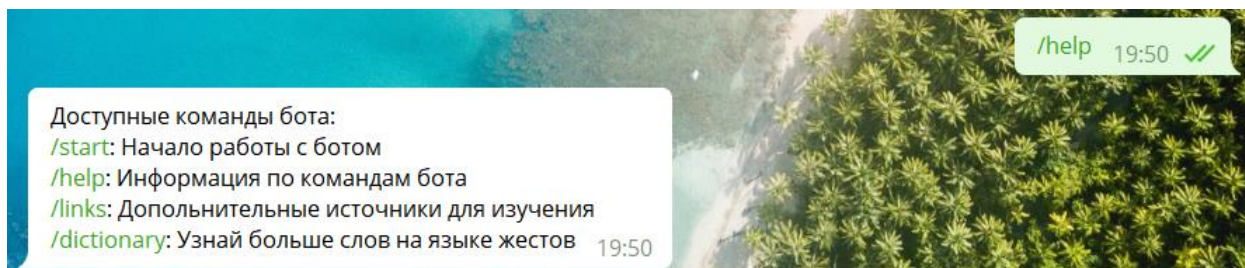 /help 19:50
Доступные команды бота:
/start: Начало работы с ботом
/help: Информация по командам бота
/links: Допольнительные источники для изучения
/dictionary: Узнай больше слов на языке жестов 19:50